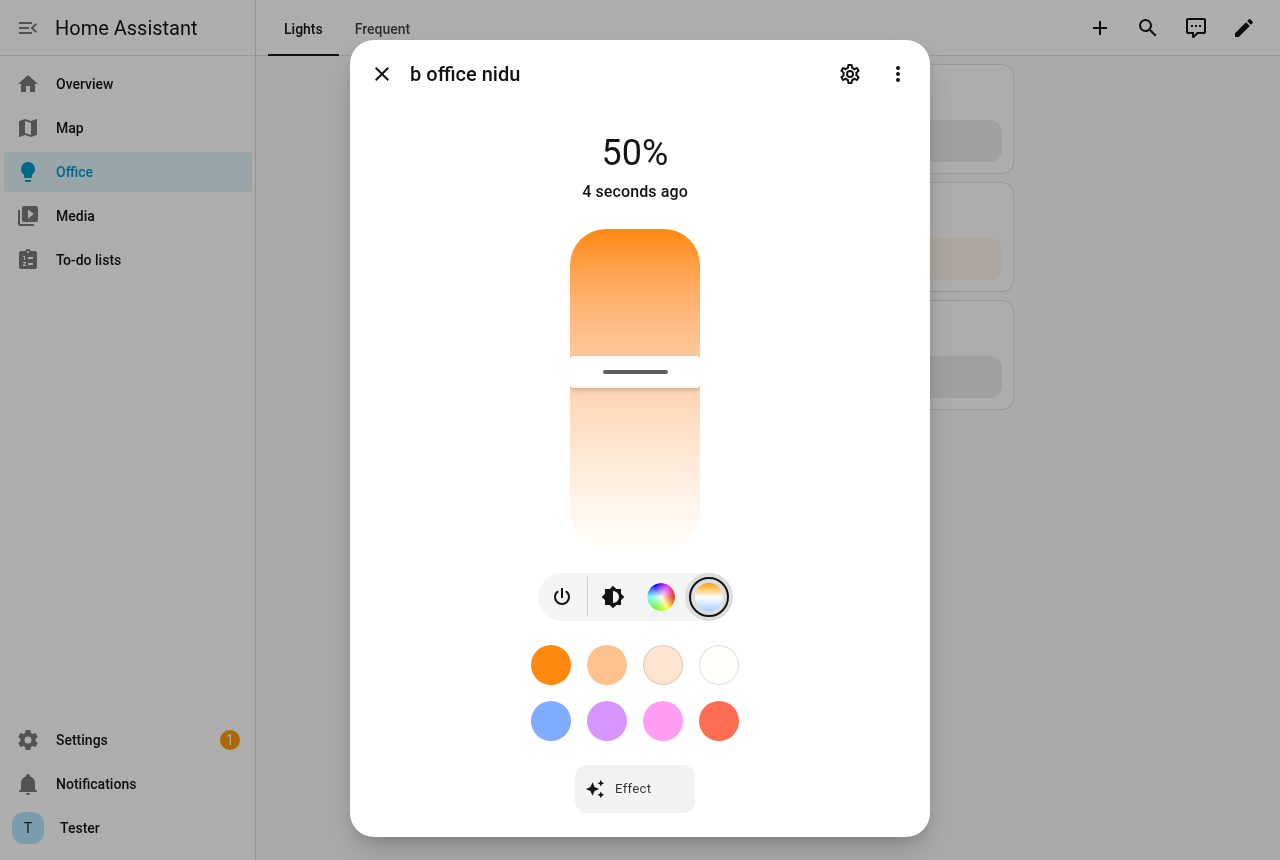 Home Assistant
Lights
Frequent
Overview
Map
Office
Media
To-do lists
Settings
1
Notifications
T
Tester
b office nidu
50%
4 seconds ago
Effect